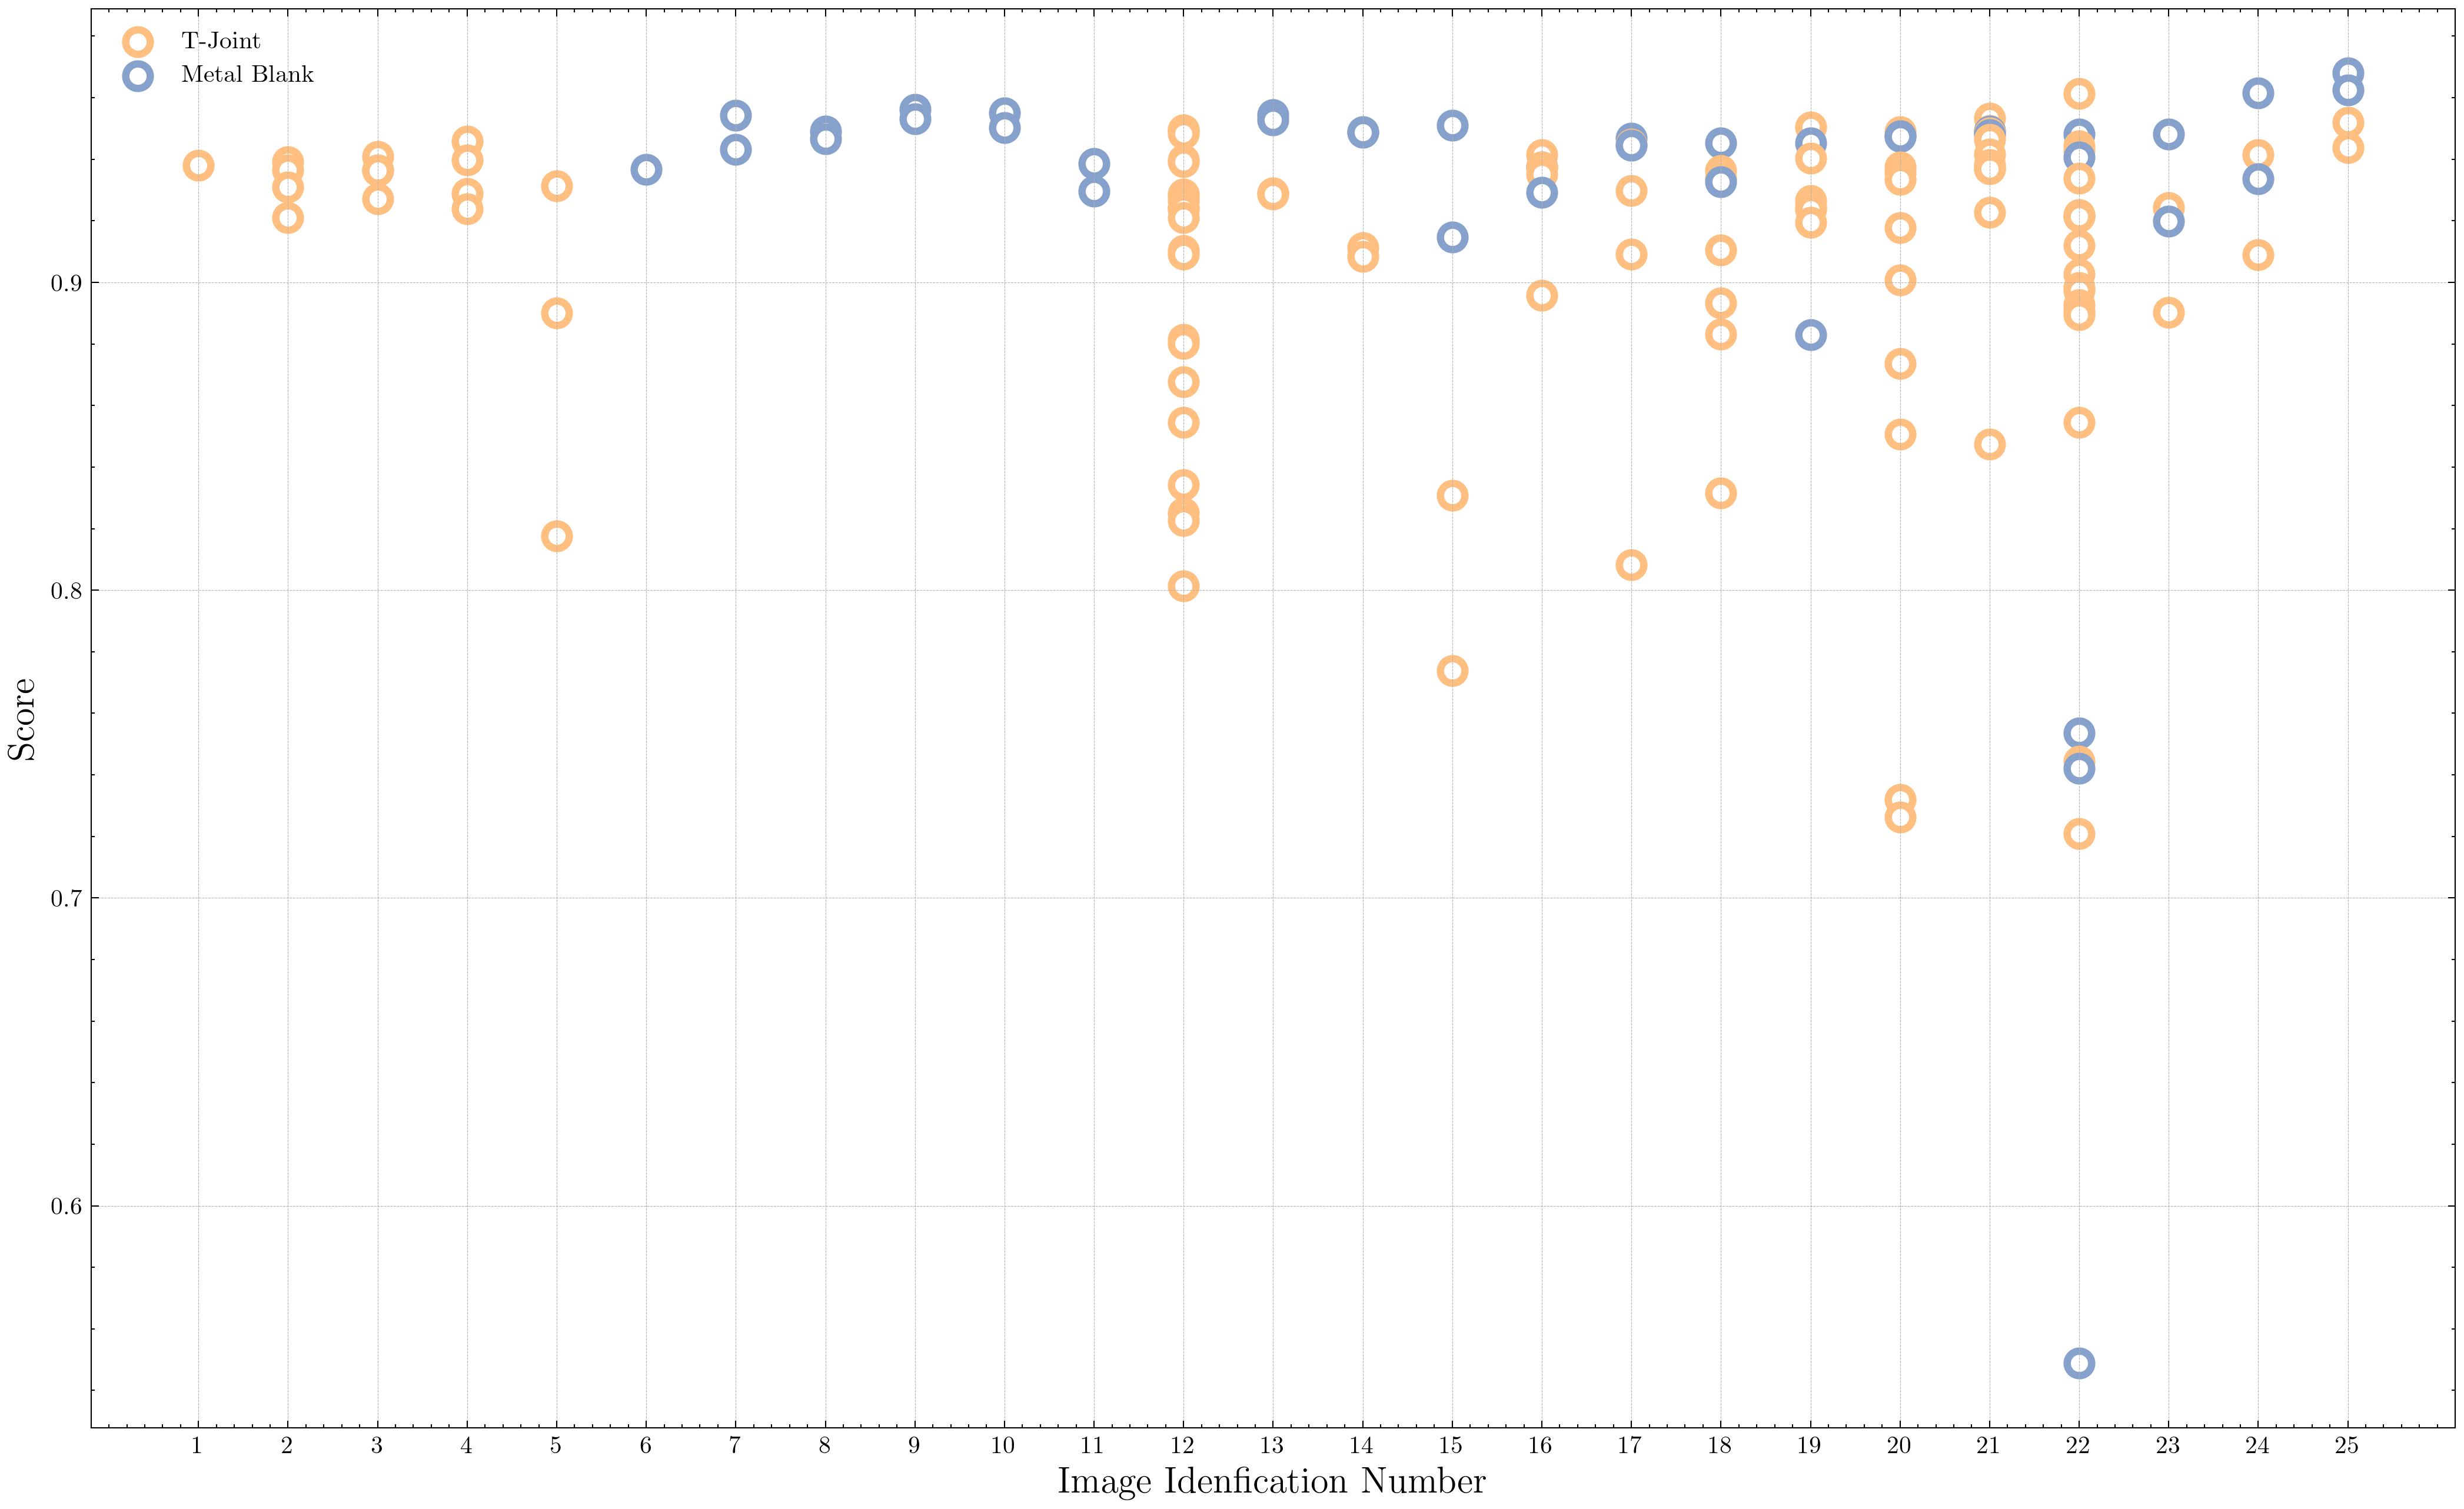 T-Joint
Metal Blank
0.9
0.8
0.7
0.6
Score
1 2 3 4 5 6 7 8 9 10 11 12 13 14 15 16 17 18 19 20 21 22 23 24 25
Image Idenfication Number